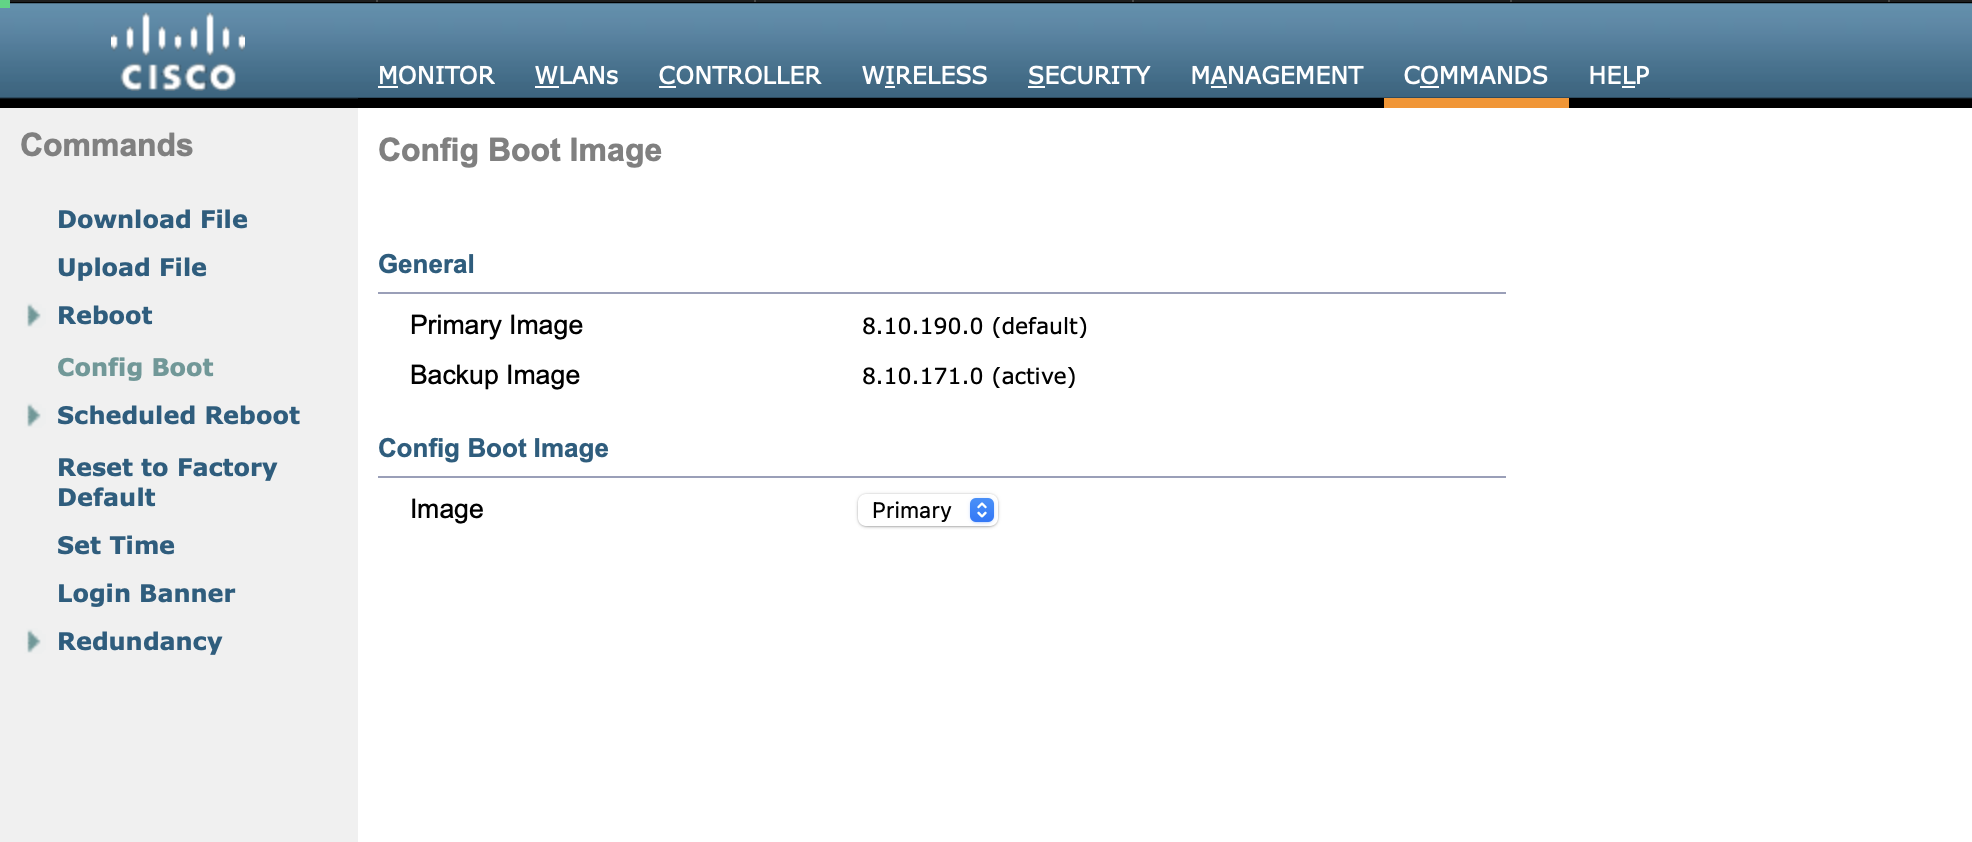 CISCO
MONITOR WLANs CONTROLLER WIRELESS SECURITY MANAGEMENT COMMANDS HELP
Commands
Download File
Upload File
Reboot
Config Boot
Scheduled Reboot
Reset to Factory
Default
Set Time
Login Banner
Redundancy
Config Boot Image
General
Primary Image 8.10.190.0 (default)
Backup Image 8.10.171.0 (active)
Config Boot Image
Image Primary